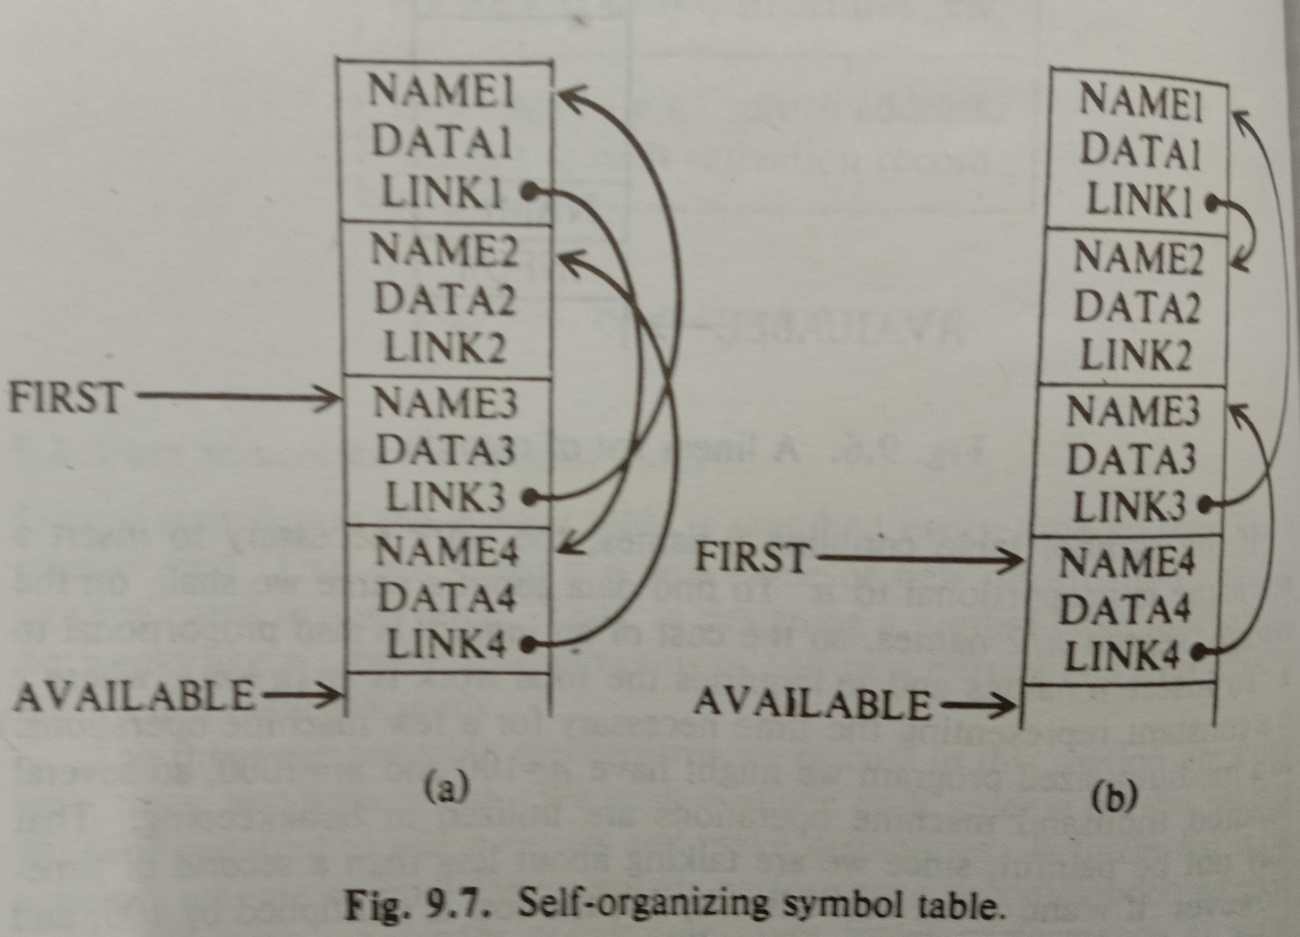 NAME1
DATA1
LINK1
NAME2
DATA2
LINK2
FIRST
NAME3
DATA3
LINK3
NAME4
DATA4
LINK4
AVAILABLE
(a)
NAME1
DATA1
LINK1
NAME2
DATA2
LINK2
NAME3
DATA3
LINK3
FIRST
NAME4
DATA4
LINK4
AVAILABLE
(b)
Fig. 9.7. Self-organizing symbol table.